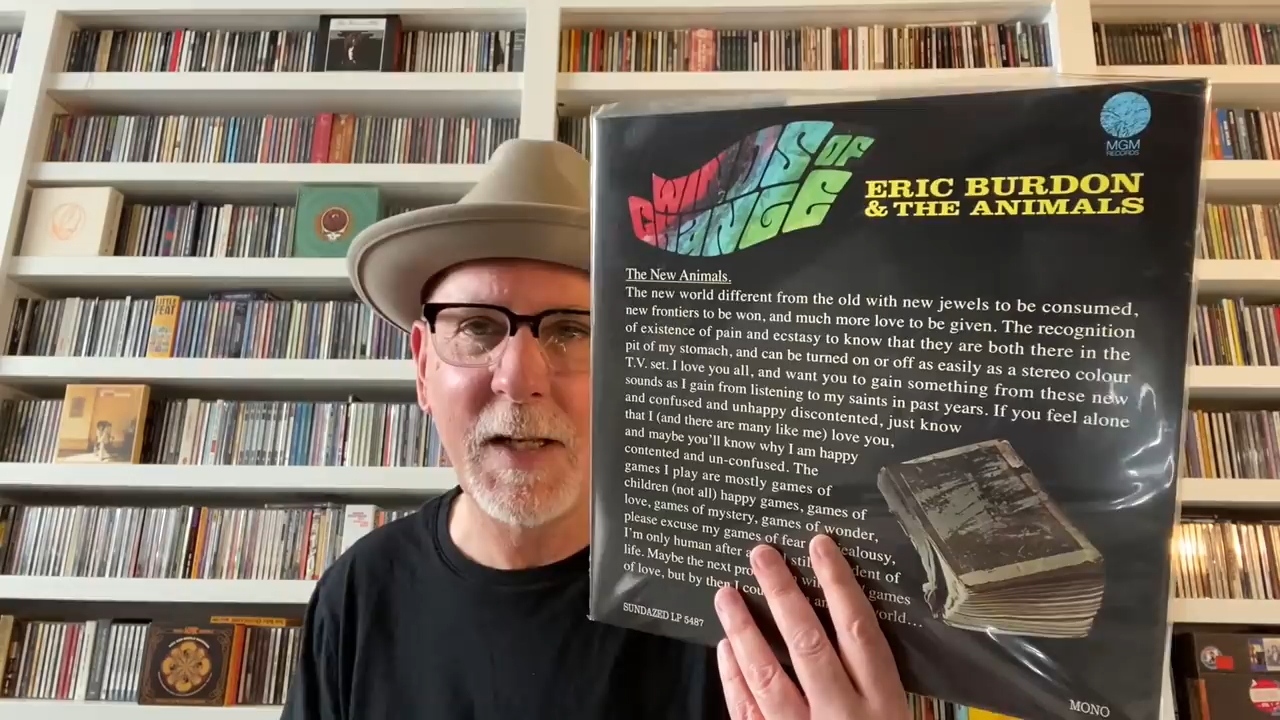 WINDS OF
CHANGE
MGM
RECORDS
ERIC BURDON
& THE ANIMALS
The New Animals.
The new world different from the old with new jewels to be consumed,
new frontiers to be won, and much more love to be given. The recognition
of existence of pain and ecstasy to know that they are both there in the
pit of my stomach, and can be turned on or off as easily as a stereo colour
T.V. set. I love you all, and want you to gain something from these new
sounds as I gain from listening to my saints in past years. If you feel alone
and confused and unhappy discontented, just know
that I (and there are many like me) love you,
and maybe you'll know why I am happy
contented and un-confused. The
games I play are mostly games of
children (not all) happy games, games of
love, games of mystery, games of wonder,
please excuse my games of fear
I'm only human after still
life. Maybe the next games
of love, but by then I
SUNDAZED LP 5487
MONO
LITTLE
FEAT